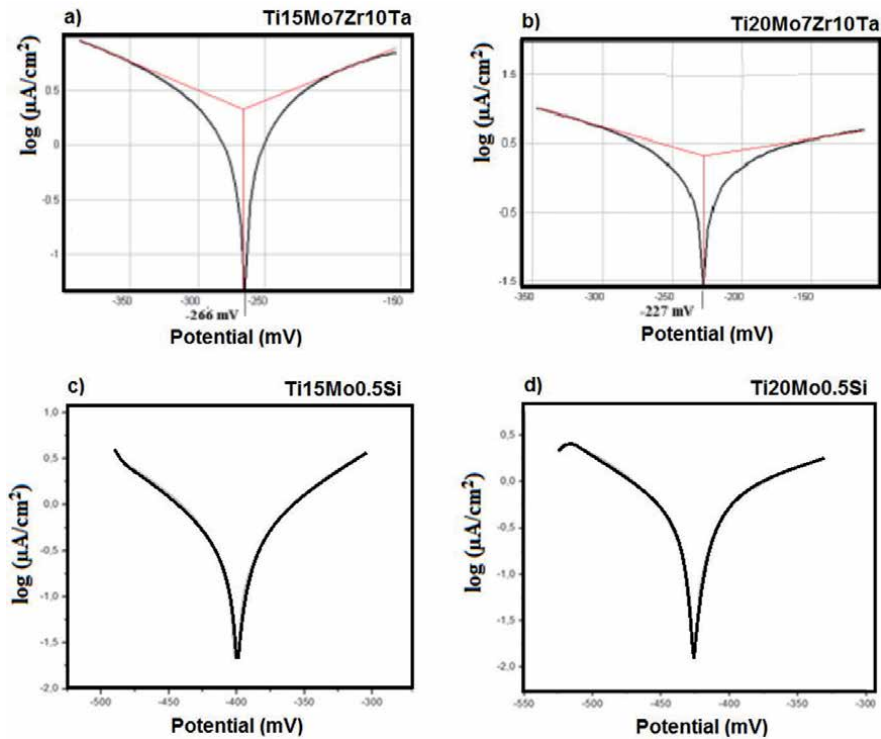 a)
Ti15Mo7Zr10Ta
log (μA/cm²)
0.5
0
-0.5
-1
-350
-300
-250
-200
-150
-266 mV
Potential (mV)
b)
Ti20Mo7Zr10Ta
log (μA/cm²)
1.5
0.5
-0.5
-1.5
-350
-300
-250
-200
-150
-227 mV
Potential (mV)
c)
Ti15Mo0.5Si
log (μA/cm²)
1,0
0,5
0,0
-0,5
-1,0
-1,5
-2,0
-500
-450
-400
-350
-300
Potential (mV)
d)
Ti20Mo0.5Si
log (μA/cm²)
0,5
0,0
-0,5
-1,0
-1,5
-2,0
-550
-500
-450
-400
-350
-300
Potential (mV)